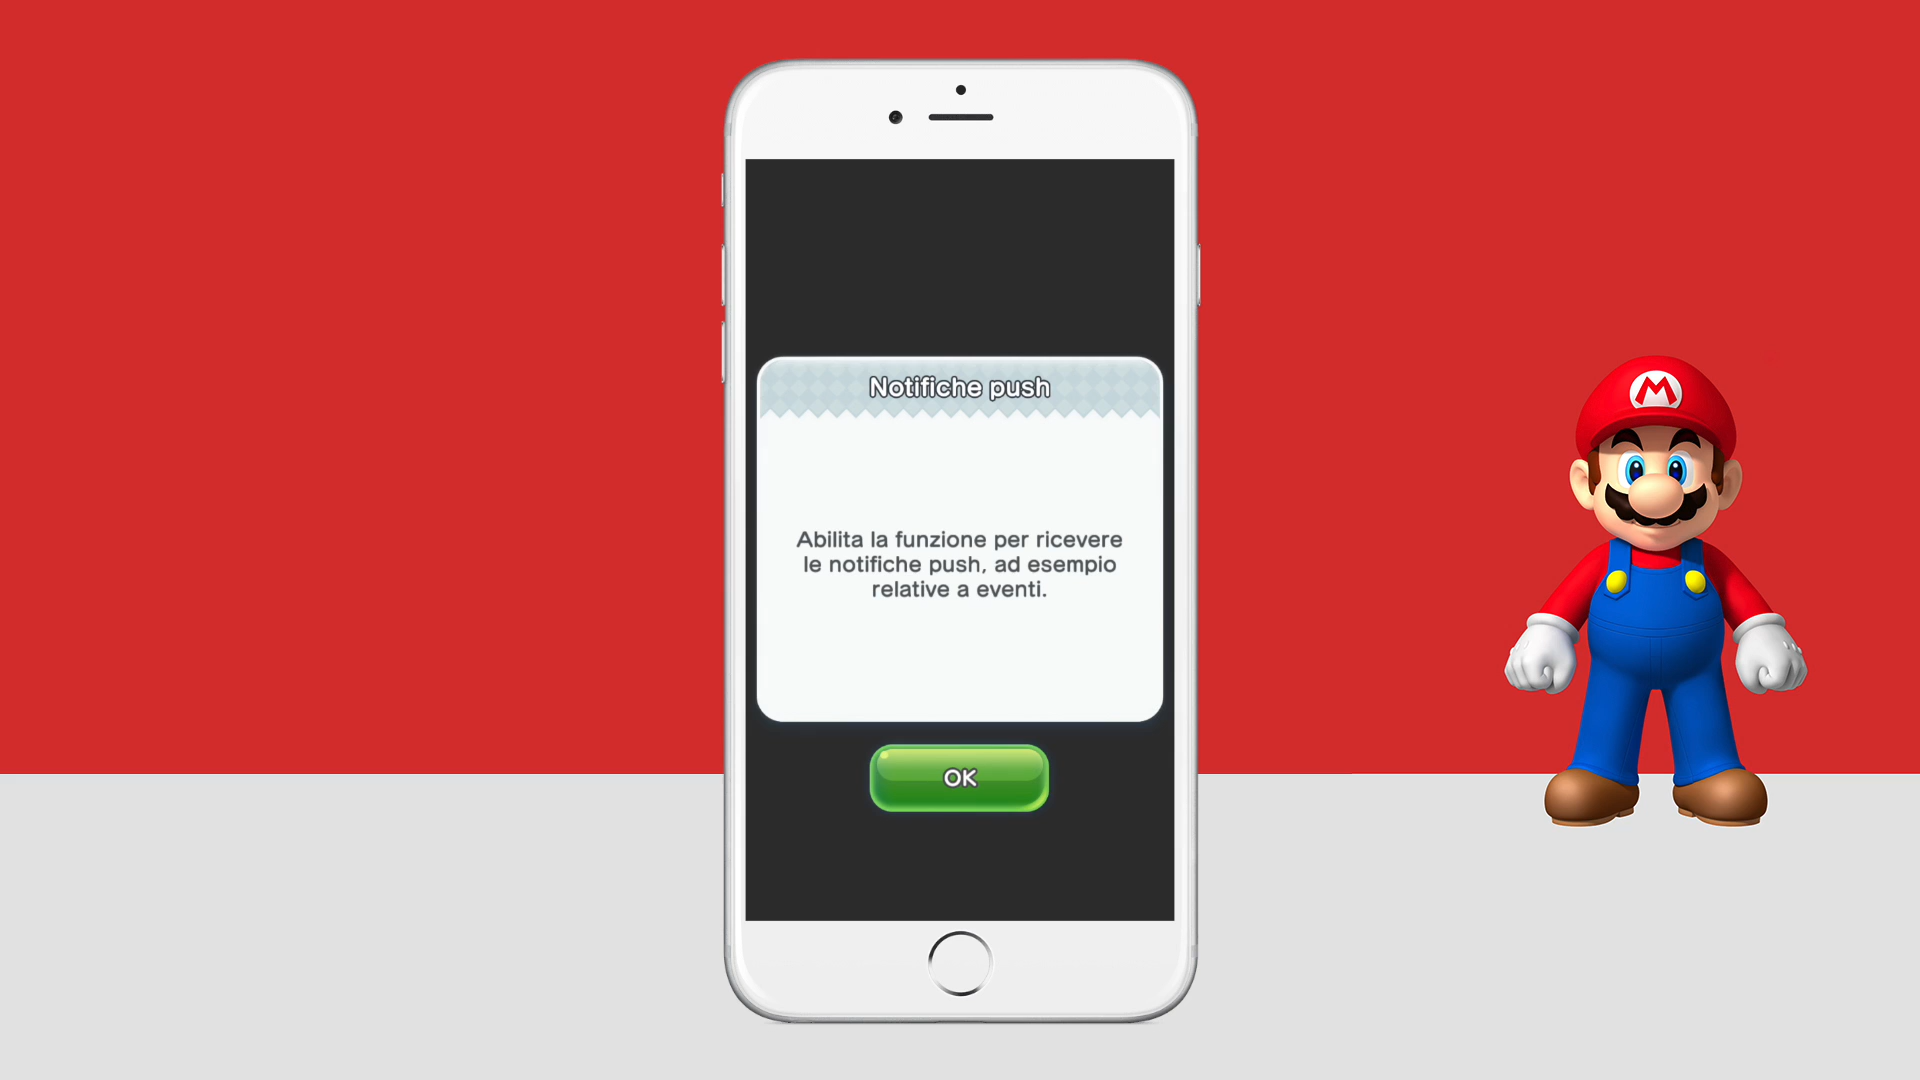 Notifiche push
Abilita la funzione per ricevere
le notifiche push, ad esempio
relative a eventi.
OK
M